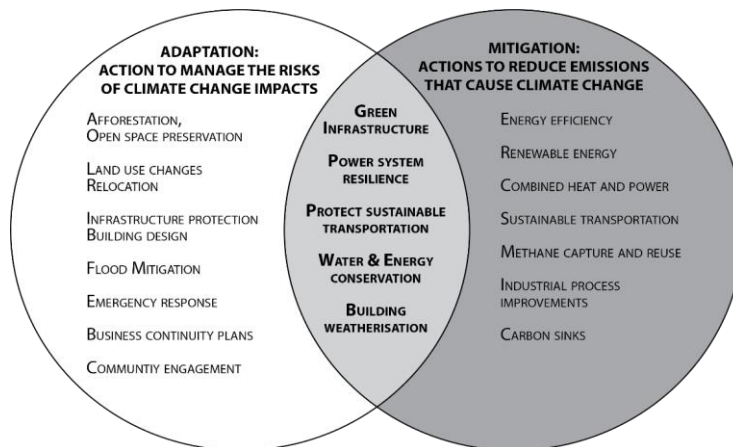 ADAPTATION:
ACTION TO MANAGE THE RISKS
OF CLIMATE CHANGE IMPACTS
AFFORESTATION,
OPEN SPACE PRESERVATION
LAND USE CHANGES
RELOCATION
INFRASTRUCTURE PROTECTION
BUILDING DESIGN
FLOOD MITIGATION
EMERGENCY RESPONSE
BUSINESS CONTINUITY PLANS
COMMUNTIY ENGAGEMENT
GREEN
INFRASTRUCTURE
POWER SYSTEM
RESILIENCE
PROTECT SUSTAINABLE
TRANSPORTATION
WATER & ENERGY
CONSERVATION
BUILDING
WEATHERISATION
MITIGATION:
ACTIONS TO REDUCE EMISSIONS
THAT CAUSE CLIMATE CHANGE
ENERGY EFFICIENCY
RENEWABLE ENERGY
COMBINED HEAT AND POWER
SUSTAINABLE TRANSPORTATION
METHANE CAPTURE AND REUSE
INDUSTRIAL PROCESS
IMPROVEMENTS
CARBON SINKS